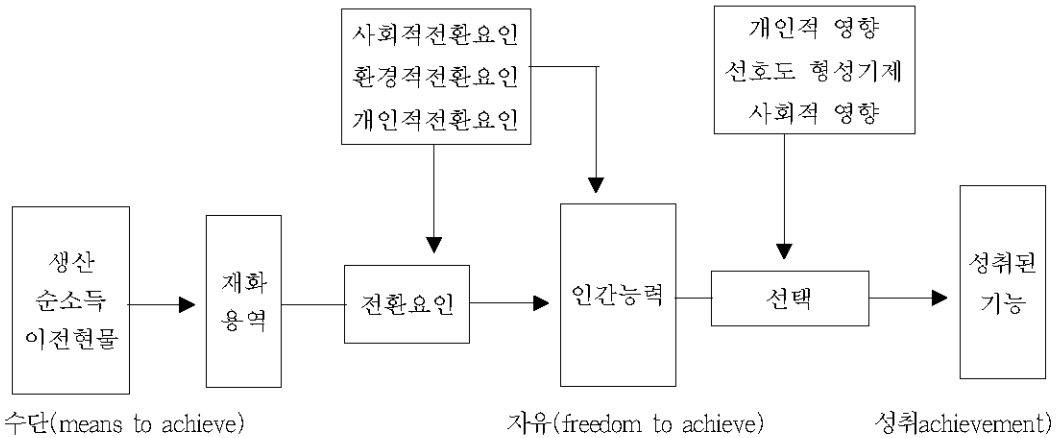 사회적전환요인
환경적전환요인
개인적전환요인
개인적 영향
선호도 형성기제
사회적 영향
생산
순소득
이전현물
재화
용역
전환요인
인간능력
선택
성취된
기능
수단(means to achieve)
자유(freedom to achieve)
성취achievement)